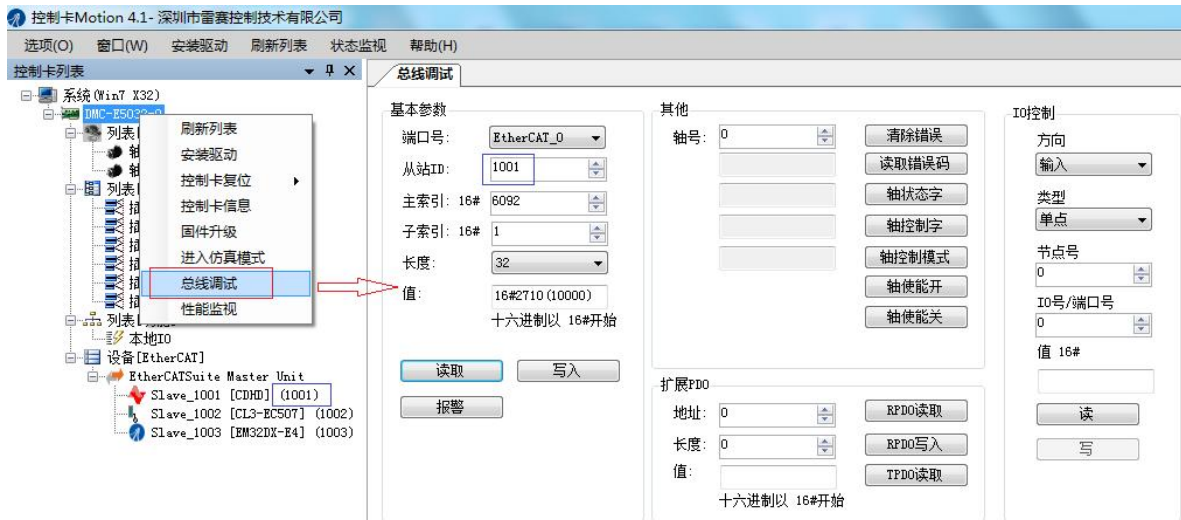 控制卡Motion 4.1- 深圳市雷赛控制技术有限公司
选项(O) 窗口(W) 安装驱动 刷新列表 状态监视 帮助(H)
控制卡列表
系统(Win7 X32)
DMC-E5032-0
列表
轴
轴
列表
列表
本地IO
设备[EtherCAT]
EtherCATSuite Master Unit
Slave_1001 [CDHD] (1001)
Slave_1002 [CL3-EC507] (1002)
Slave_1003 [EM32DX-E4] (1003)
刷新列表
安装驱动
控制卡复位
控制卡信息
固件升级
进入仿真模式
总线调试
性能监视
总线调试
基本参数
端口号: EtherCAT_0
从站ID: 1001
主索引: 16# 6092
子索引: 16# 1
长度: 32
值: 16#2710(10000)
十六进制以 16#开始
读取 写入
报警
其他
轴号: 0 清除错误
读取错误码
轴状态字
轴控制字
轴控制模式
轴使能开
轴使能关
扩展PDO
地址: 0 RPDO读取
长度: 0 RPDO写入
值: TPDO读取
十六进制以 16#开始
IO控制
方向
输入
类型
单点
节点号
0
IO号/端口号
0
值 16#
读
写